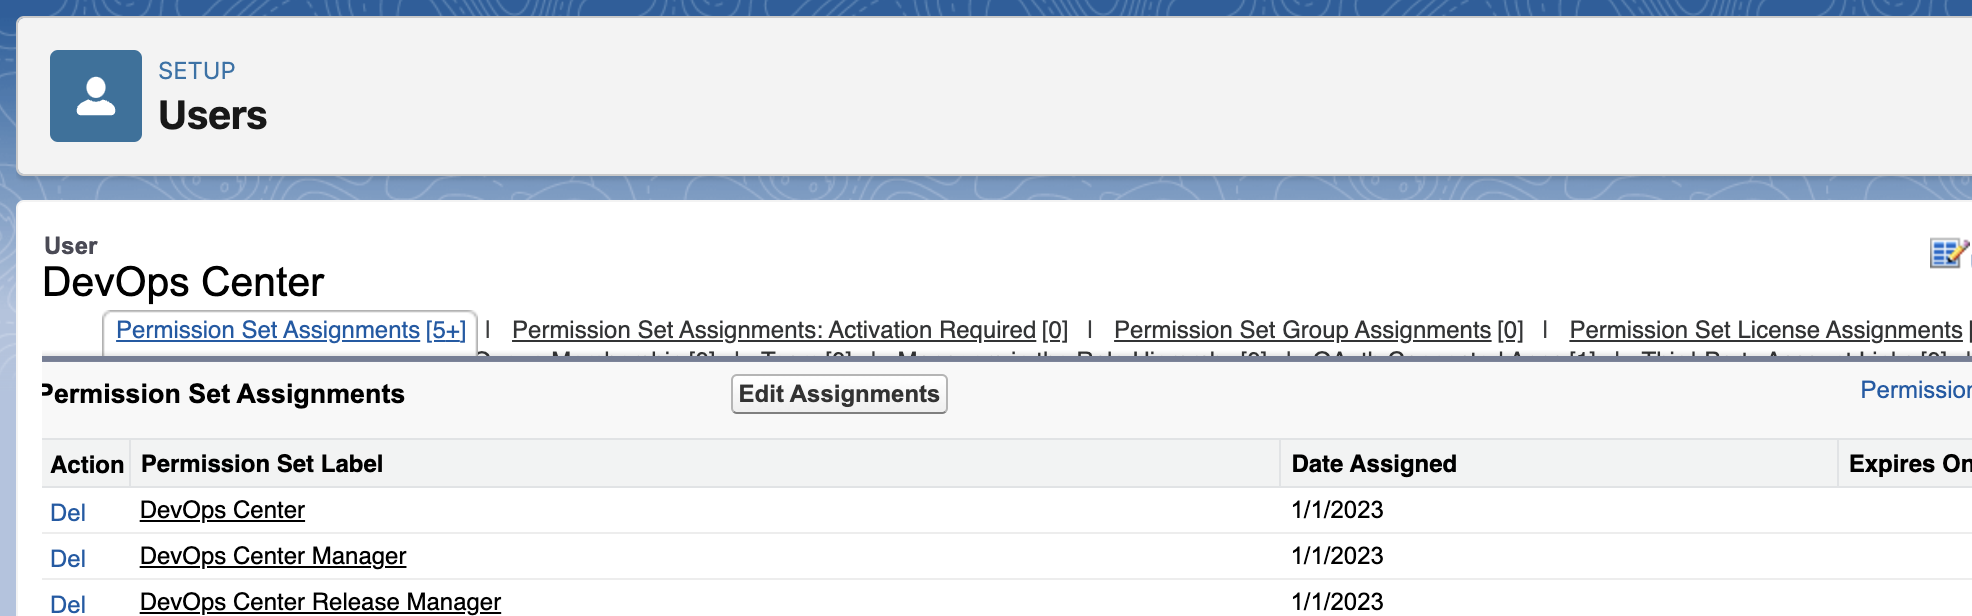 SETUP
Users
User
DevOps Center
Permission Set Assignments [5+] | Permission Set Assignments: Activation Required [0] | Permission Set Group Assignments [0] | Permission Set License Assignments [
Permission Set Assignments Edit Assignments Permission
Action Permission Set Label Date Assigned Expires On
Del DevOps Center 1/1/2023
Del DevOps Center Manager 1/1/2023
Del DevOps Center Release Manager 1/1/2023